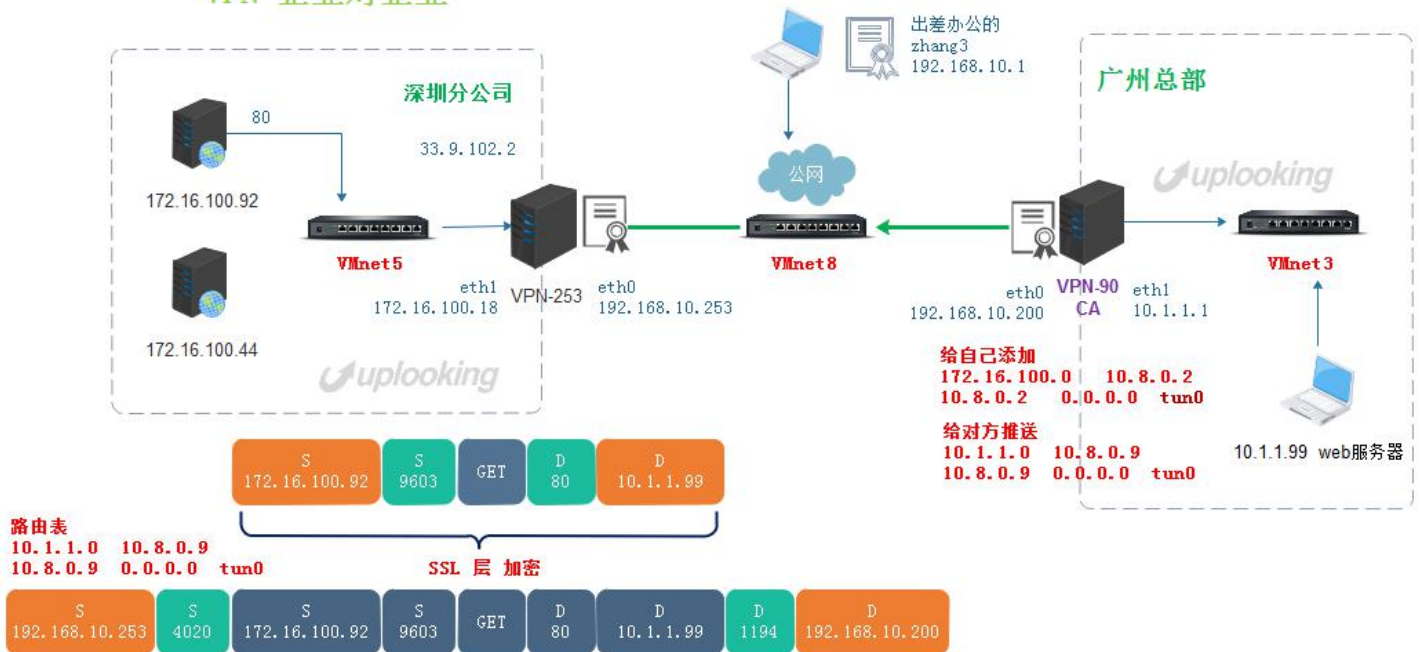 VPN 企业对企业
出差办公的
zhang3
192.168.10.1
深圳分公司
广州总部
80
33.9.102.2
公网
uplooking
172.16.100.92
VMnet5
VMnet8
VMnet3
eth1
172.16.100.18
VPN-253
eth0
192.168.10.253
eth0
192.168.10.200
VPN-90
CA
eth1
10.1.1.1
172.16.100.44
uplooking
给自己添加
172.16.100.0 10.8.0.2
10.8.0.2 0.0.0.0 tun0
给对方推送
10.1.1.0 10.8.0.9
10.8.0.9 0.0.0.0 tun0
10.1.1.99 web服务器
S
172.16.100.92
S
9603
GET
D
80
D
10.1.1.99
路由表
10.1.1.0 10.8.0.9
10.8.0.9 0.0.0.0 tun0
SSL 层 加密
S
192.168.10.253
S
4020
S
172.16.100.92
S
9603
GET
D
80
D
10.1.1.99
D
1194
D
192.168.10.200